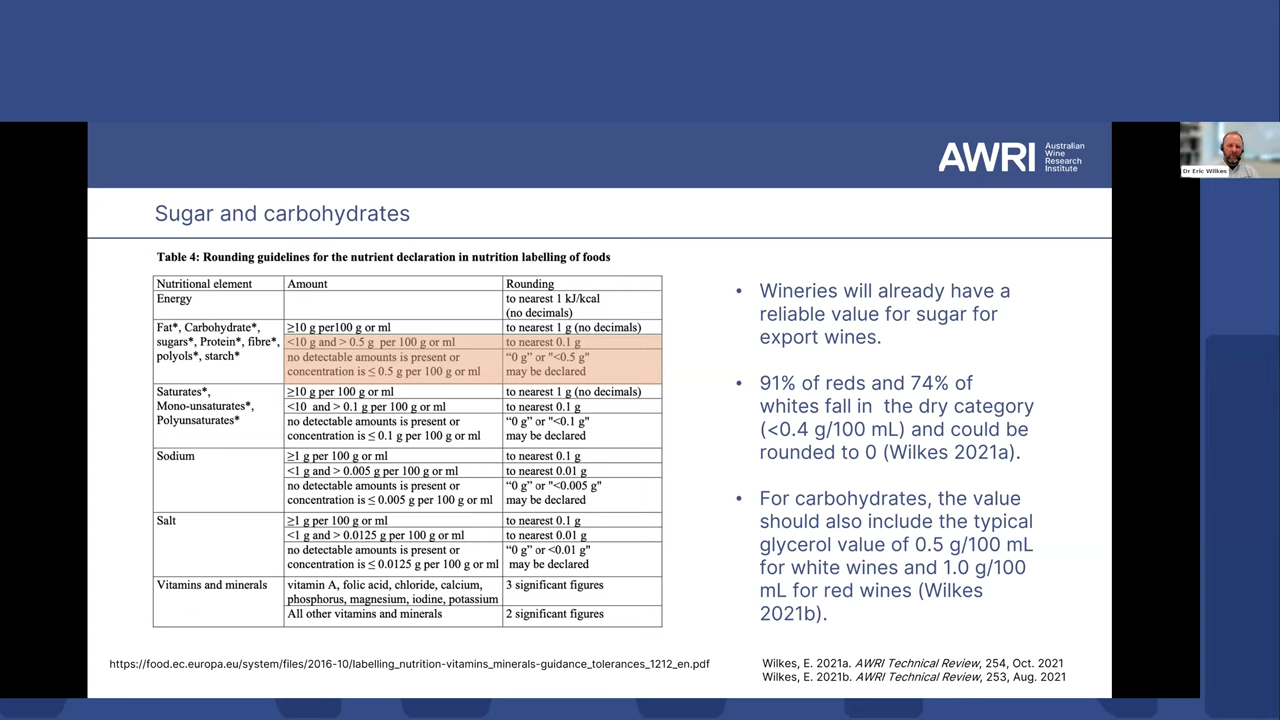 AWRI
Australian
Wine
Research
Institute
Dr Eric Wilkes
Sugar and carbohydrates
Table 4: Rounding guidelines for the nutrient declaration in nutrition labelling of foods
Nutritional element Amount Rounding
Energy to nearest 1 kJ/kcal
(no decimals)
Fat*, Carbohydrate*, ≥10 g per100 g or ml to nearest 1 g (no decimals)
sugars*, Protein*, fibre*, <10 g and > 0.5 g per 100 g or ml to nearest 0.1 g
polyols*, starch* no detectable amounts is present or "0 g" or "<0.5 g"
concentration is ≤ 0.5 g per 100 g or ml may be declared
Saturates*, ≥10 g per 100 g or ml to nearest 1 g (no decimals)
Mono-unsaturates*, <10 and > 0.1 g per 100 g or ml to nearest 0.1 g
Polyunsaturates* no detectable amounts is present or "0 g" or "<0.1 g"
concentration is ≤ 0.1 g per 100 g or ml may be declared
Sodium ≥1 g per 100 g or ml to nearest 0.1 g
<1 g and > 0.005 g per 100 g or ml to nearest 0.01 g
no detectable amounts is present or "0 g" or "<0.005 g"
concentration is ≤ 0.005 g per 100 g or ml may be declared
Salt ≥1 g per 100 g or ml to nearest 0.1 g
<1 g and > 0.0125 g per 100 g or ml to nearest 0.01 g
no detectable amounts is present or "0 g" or <0.01 g"
concentration is ≤ 0.0125 g per 100 g or ml may be declared
Vitamins and minerals vitamin A, folic acid, chloride, calcium, 3 significant figures
phosphorus, magnesium, iodine, potassium
All other vitamins and minerals 2 significant figures
• Wineries will already have a
reliable value for sugar for
export wines.
• 91% of reds and 74% of
whites fall in the dry category
(<0.4 g/100 mL) and could be
rounded to 0 (Wilkes 2021a).
• For carbohydrates, the value
should also include the typical
glycerol value of 0.5 g/100 mL
for white wines and 1.0 g/100
mL for red wines (Wilkes
2021b).
https://food.ec.europa.eu/system/files/2016-10/labelling_nutrition-vitamins_minerals-guidance_tolerances_1212_en.pdf
Wilkes, E. 2021a. AWRI Technical Review, 254, Oct. 2021
Wilkes, E. 2021b. AWRI Technical Review, 253, Aug. 2021